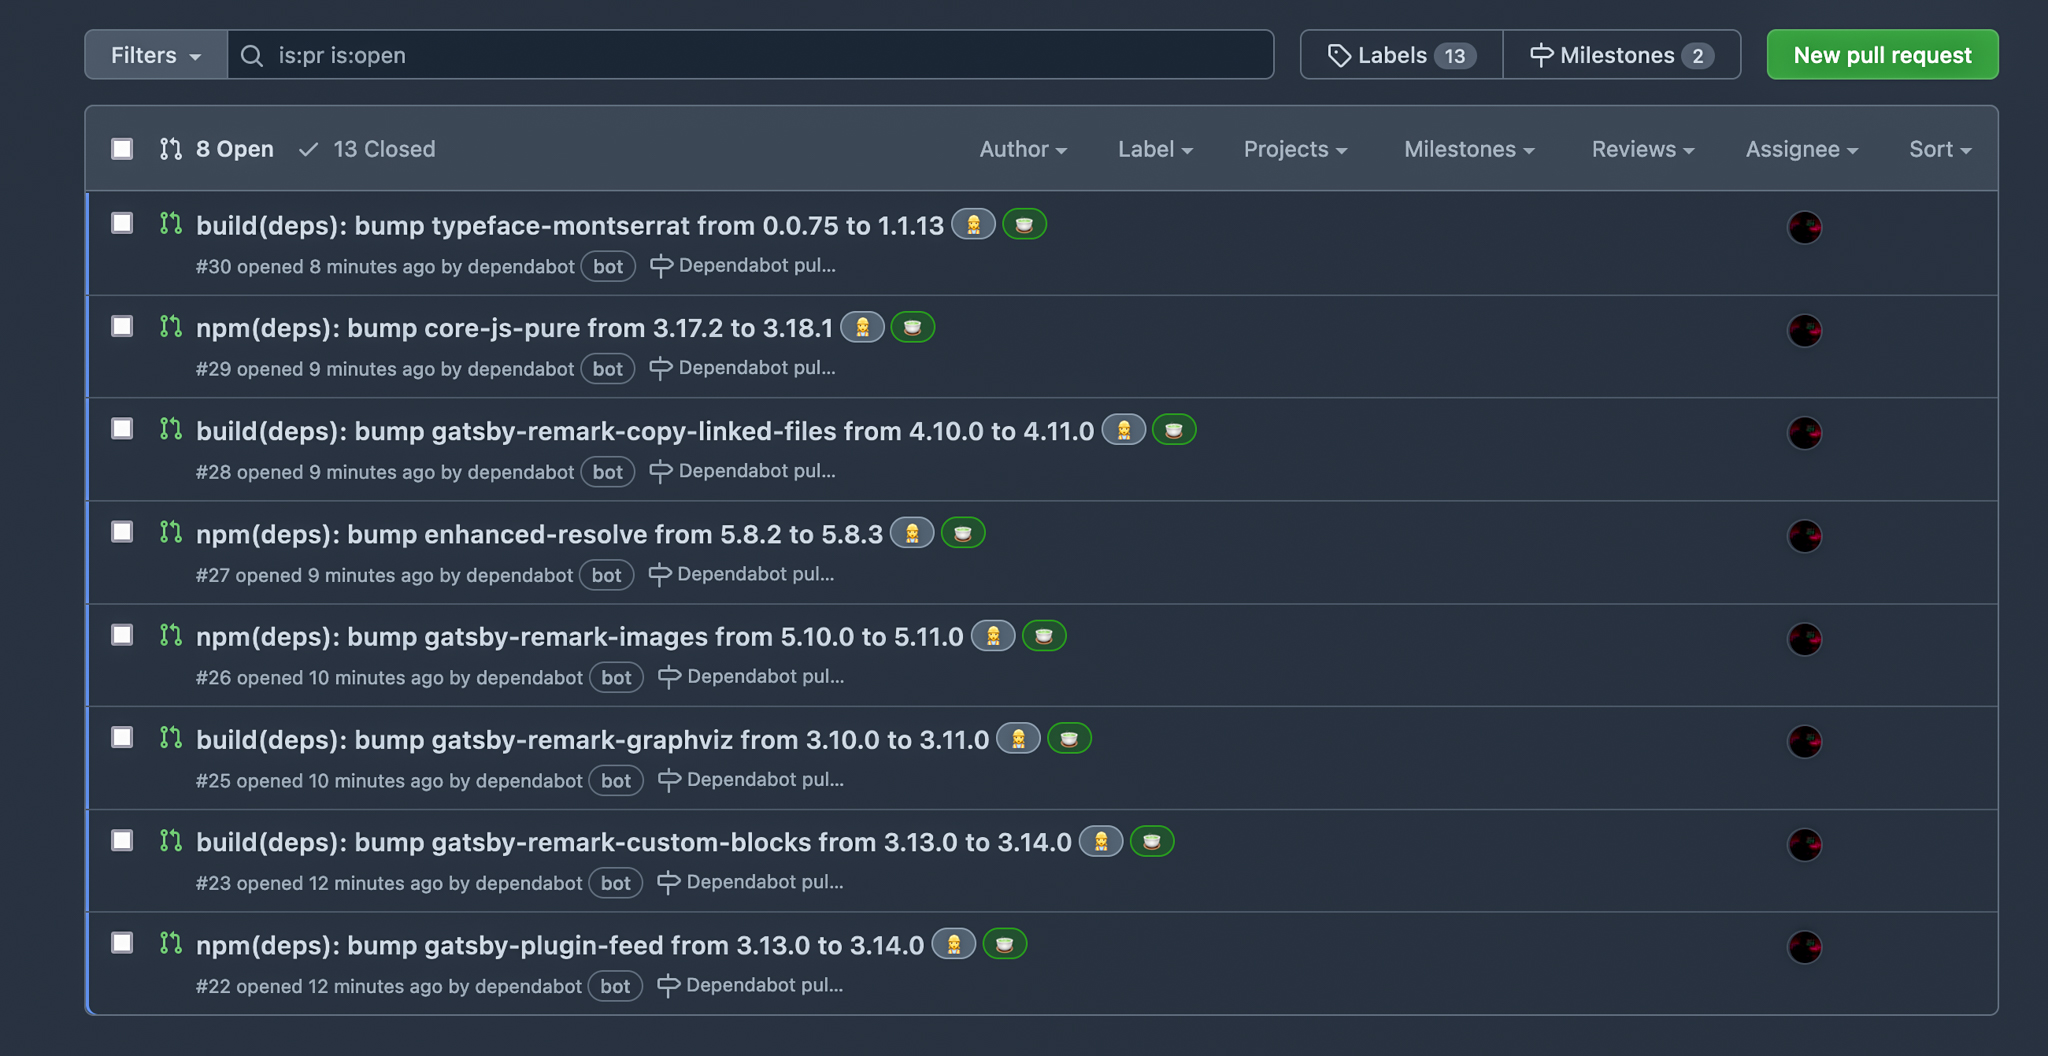 Filters is:pr is:open Labels 13 Milestones 2 New pull request
8 Open 13 Closed Author Label Projects Milestones Reviews Assignee Sort
build(deps): bump typeface-montserrat from 0.0.75 to 1.1.13
#30 opened 8 minutes ago by dependabot bot Dependabot pul...
npm(deps): bump core-js-pure from 3.17.2 to 3.18.1
#29 opened 9 minutes ago by dependabot bot Dependabot pul...
build(deps): bump gatsby-remark-copy-linked-files from 4.10.0 to 4.11.0
#28 opened 9 minutes ago by dependabot bot Dependabot pul...
npm(deps): bump enhanced-resolve from 5.8.2 to 5.8.3
#27 opened 9 minutes ago by dependabot bot Dependabot pul...
npm(deps): bump gatsby-remark-images from 5.10.0 to 5.11.0
#26 opened 10 minutes ago by dependabot bot Dependabot pul...
build(deps): bump gatsby-remark-graphviz from 3.10.0 to 3.11.0
#25 opened 10 minutes ago by dependabot bot Dependabot pul...
build(deps): bump gatsby-remark-custom-blocks from 3.13.0 to 3.14.0
#23 opened 12 minutes ago by dependabot bot Dependabot pul...
npm(deps): bump gatsby-plugin-feed from 3.13.0 to 3.14.0
#22 opened 12 minutes ago by dependabot bot Dependabot pul...